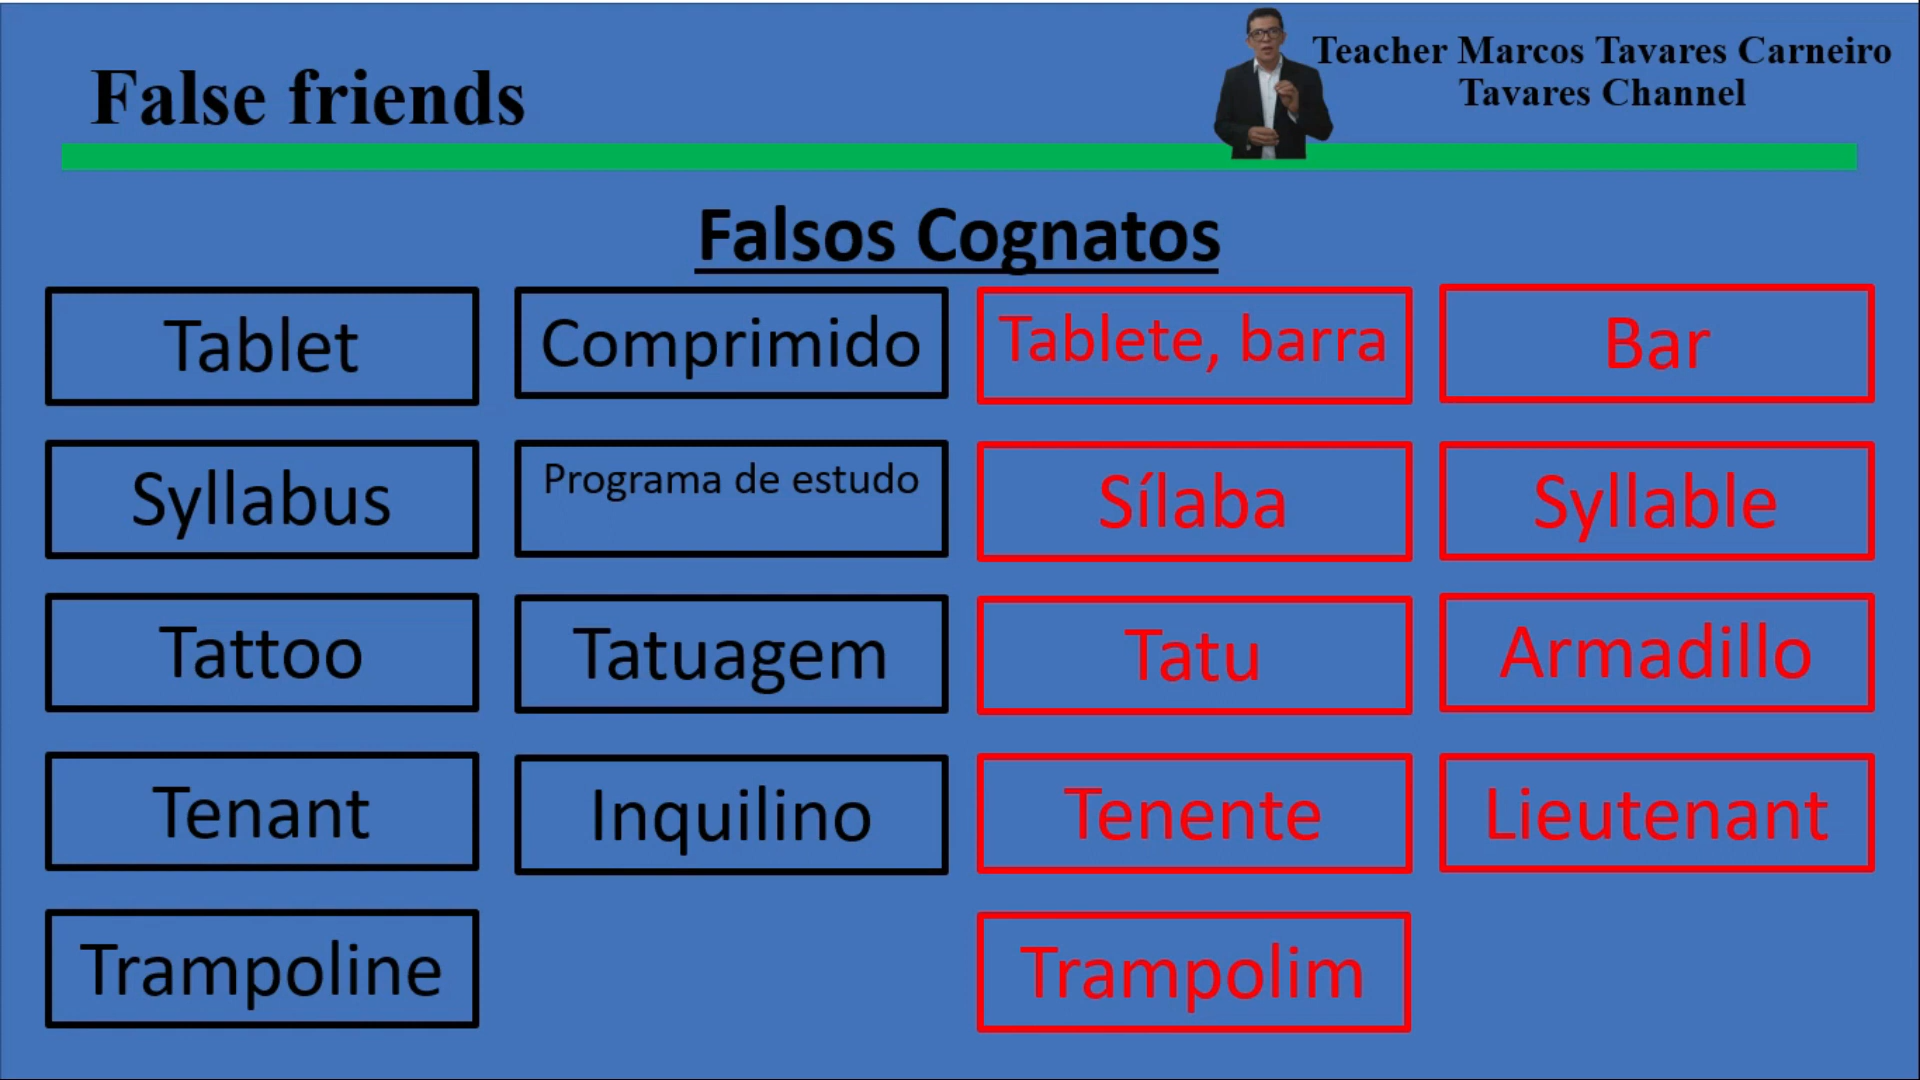 False friends
Teacher Marcos Tavares Carneiro
Tavares Channel
Falsos Cognatos
Tablet
Comprimido
Tablete, barra
Bar
Syllabus
Programa de estudo
Sílaba
Syllable
Tattoo
Tatuagem
Tatu
Armadillo
Tenant
Inquilino
Tenente
Lieutenant
Trampoline
Trampolim